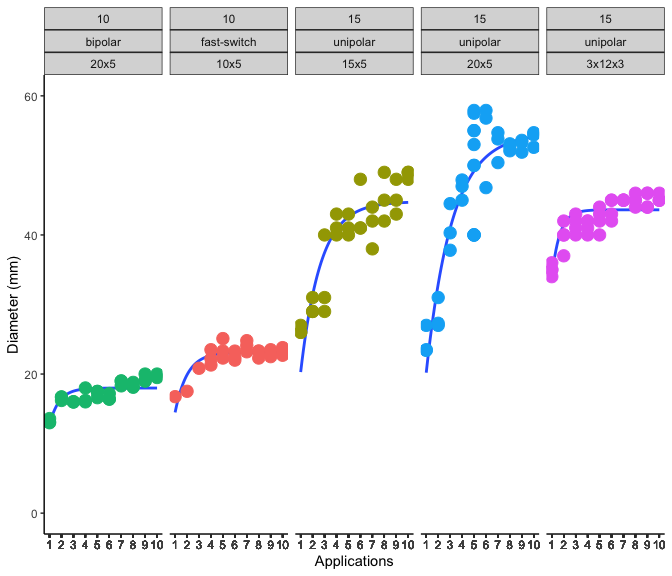 10 10 15 15 15
bipolar fast-switch unipolar unipolar unipolar
20x5 10x5 15x5 20x5 3x12x3
60
40
20
0
Diameter (mm)
1 2 3 4 5 6 7 8 9 10 1 2 3 4 5 6 7 8 9 10 1 2 3 4 5 6 7 8 9 10 1 2 3 4 5 6 7 8 9 10 1 2 3 4 5 6 7 8 9 10
Applications